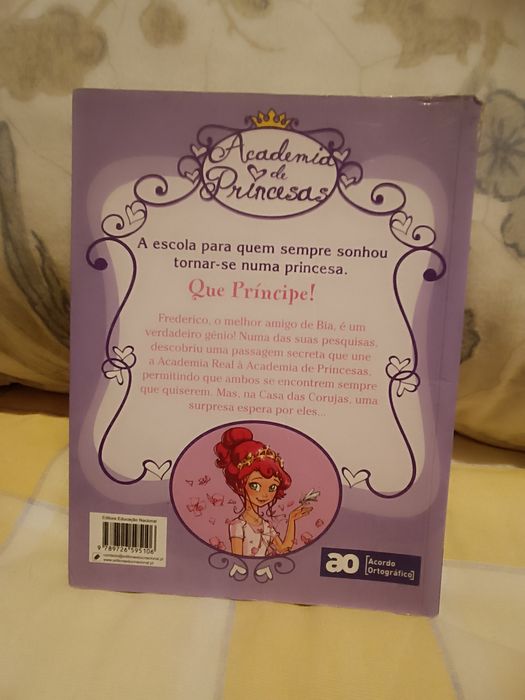 Academia
de
Princesas
A escola para quem sempre sonhou
tornar-se numa princesa.
Que Príncipe!
Frederico, o melhor amigo de Bia, é um
verdadeiro génio! Numa das suas pesquisas,
descobriu uma passagem secreta que une
a Academia Real à Academia de Princesas,
permitindo que ambos se encontrem sempre
que quiserem. Mas, na Casa das Corujas, uma
surpresa espera por eles...
Editora Educação Nacional
9 789726 595106
ao [Acordo
Ortográfico]